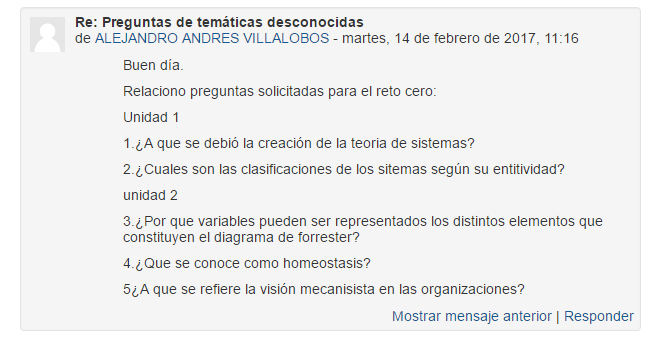 Re: Preguntas de temáticas desconocidas
de ALEJANDRO ANDRES VILLALOBOS - martes, 14 de febrero de 2017, 11:16
Buen día.
Relaciono preguntas solicitadas para el reto cero:
Unidad 1
1.¿A que se debió la creación de la teoria de sistemas?
2.¿Cuales son las clasificaciones de los sitemas según su entitividad?
unidad 2
3.¿Por que variables pueden ser representados los distintos elementos que
constituyen el diagrama de forrester?
4.¿Que se conoce como homeostasis?
5¿A que se refiere la visión mecanisista en las organizaciones?
Mostrar mensaje anterior | Responder